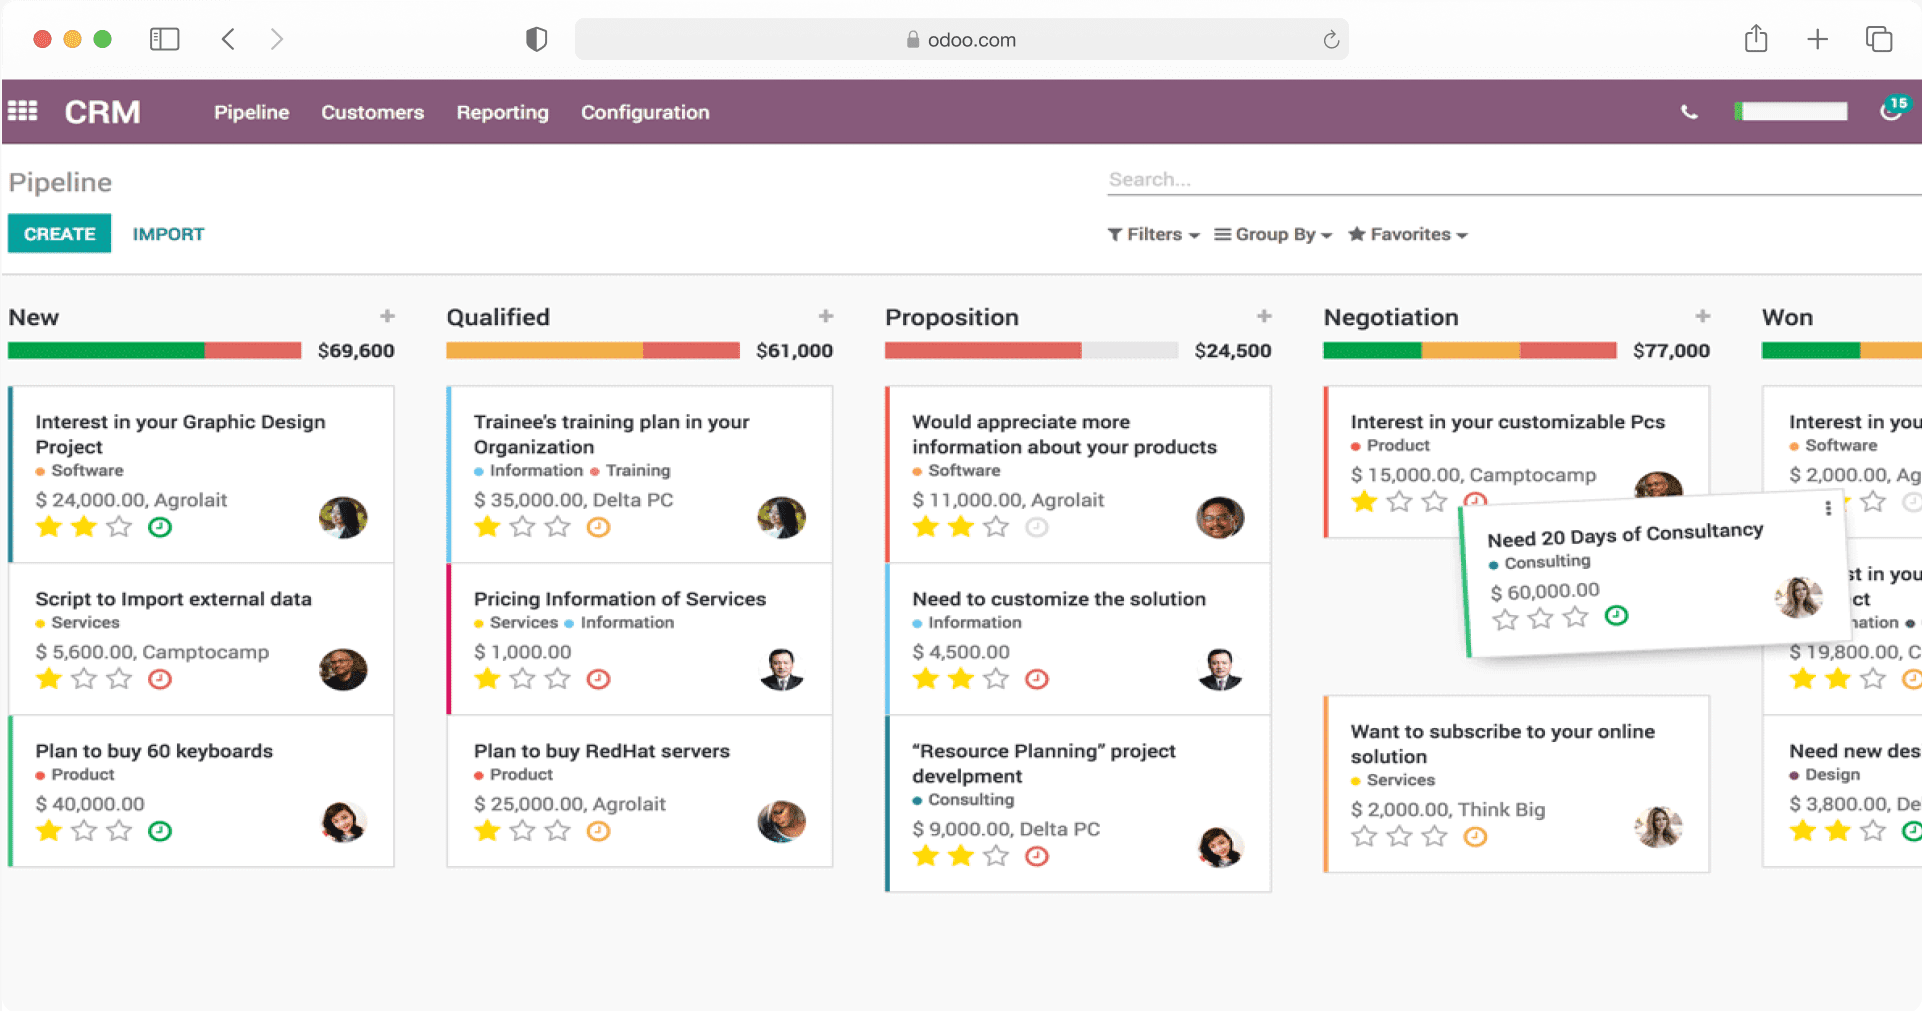 odoo.com
CRM
Pipeline
Customers
Reporting
Configuration
15
Pipeline
Search...
CREATE
IMPORT
Filters
Group By
Favorites
New
$69,600
Interest in your Graphic Design
Project
Software
$ 24,000.00, Agrolait
Script to Import external data
Services
$ 5,600.00, Camptocamp
Plan to buy 60 keyboards
Product
$ 40,000.00
Qualified
$61,000
Trainee's training plan in your
Organization
Information Training
$ 35,000.00, Delta PC
Pricing Information of Services
Services Information
$ 1,000.00
Plan to buy RedHat servers
Product
$ 25,000.00, Agrolait
Proposition
$24,500
Would appreciate more
information about your products
Software
$ 11,000.00, Agrolait
Need to customize the solution
Information
$ 4,500.00
“Resource Planning” project
develpment
Consulting
$ 9,000.00, Delta PC
Negotiation
$77,000
Interest in your customizable Pcs
Product
$ 15,000.00, Camptocamp
Need 20 Days of Consultancy
Consulting
$ 60,000.00
Want to subscribe to your online
solution
Services
$ 2,000.00, Think Big
Won
Interest in you
Software
$ 2,000.00, Ag
st in you
ct
nation
$ 19,800.00, C
Need new des
Design
$ 3,800.00, De